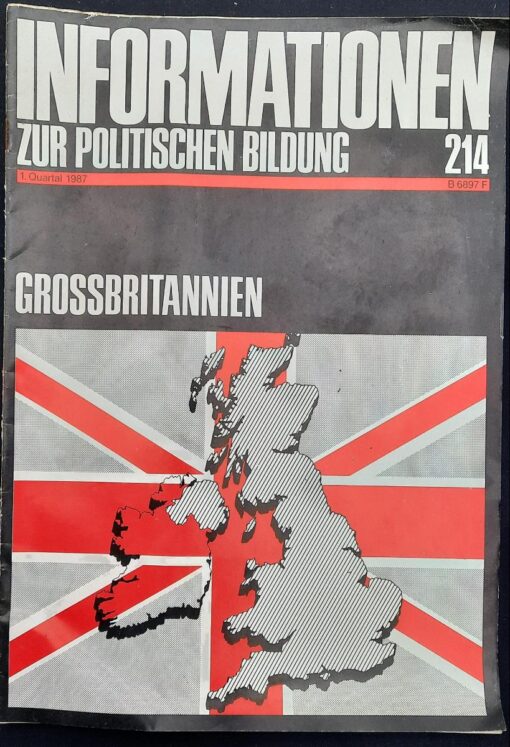 INFORMATIONEN
ZUR POLITISCHEN BILDUNG 214
1. Quartal 1987 B 6897 F
GROSSBRITANNIEN